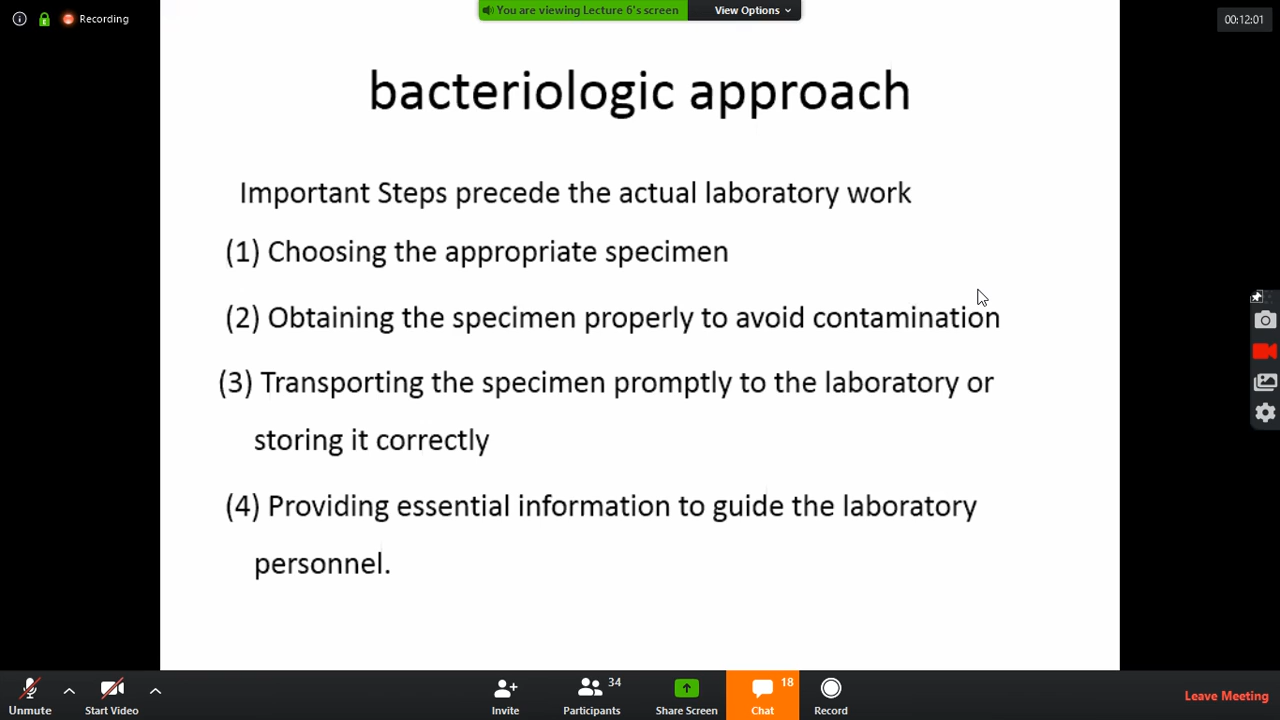 Recording
You are viewing Lecture 6's screen
View Options
00:12:01
bacteriologic approach
Important Steps precede the actual laboratory work
(1) Choosing the appropriate specimen
(2) Obtaining the specimen properly to avoid contamination
(3) Transporting the specimen promptly to the laboratory or
storing it correctly
(4) Providing essential information to guide the laboratory
personnel.
Unmute
Start Video
Invite
34
Participants
Share Screen
18
Chat
Record
Leave Meeting